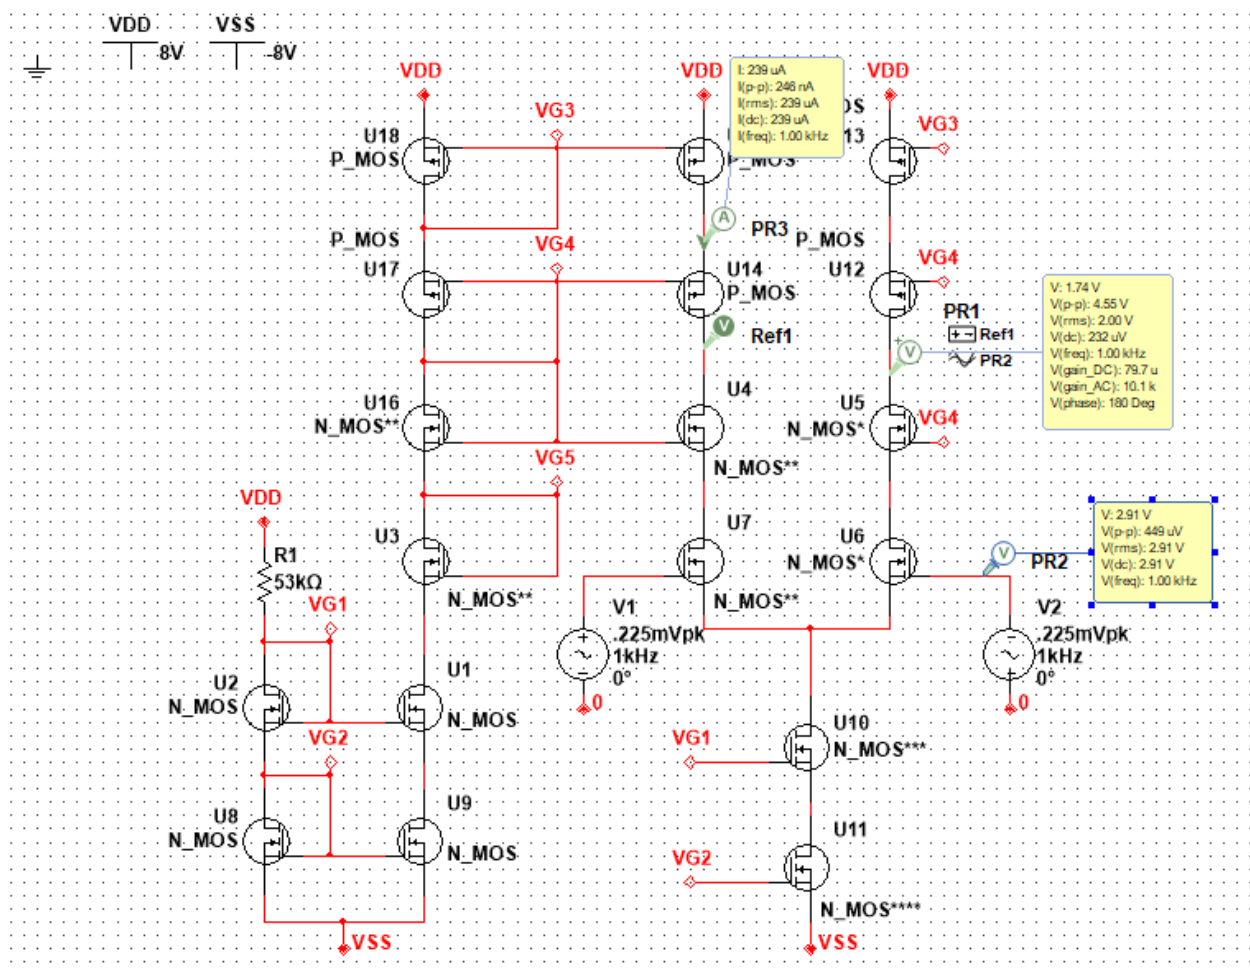 VDD
8V
VSS
-8V
VDD
VDD
VDD
I: 239 uA
I(p-p): 246 nA
I(rms): 239 uA
I(dc): 239 uA
I(freq): 1.00 kHz
VG3
U18
P_MOS
P_MOS
OS
13
VG3
PR3
P_MOS
U17
VG4
U14
P_MOS
P_MOS
U12
VG4
Ref1
PR1
+ -
Ref1
PR2
V: 1.74 V
V(p-p): 4.55 V
V(rms): 2.00 V
V(dc): 232 uV
V(freq): 1.00 kHz
V(gain_DC): 79.7 u
V(gain_AC): 10.1 k
V(phase): 180 Deg
U16
N_MOS**
U4
N_MOS**
U5
N_MOS*
VG4
VG5
VDD
R1
53kΩ
U3
N_MOS**
U7
N_MOS**
U6
N_MOS*
PR2
V: 2.91 V
V(p-p): 449 uV
V(rms): 2.91 V
V(dc): 2.91 V
V(freq): 1.00 kHz
VG1
V1
.225mVpk
1kHz
0°
0
V2
.225mVpk
1kHz
0°
0
U2
N_MOS
U1
N_MOS
VG2
VG1
U10
N_MOS***
U8
N_MOS
U9
N_MOS
VG2
U11
N_MOS****
VSS
VSS